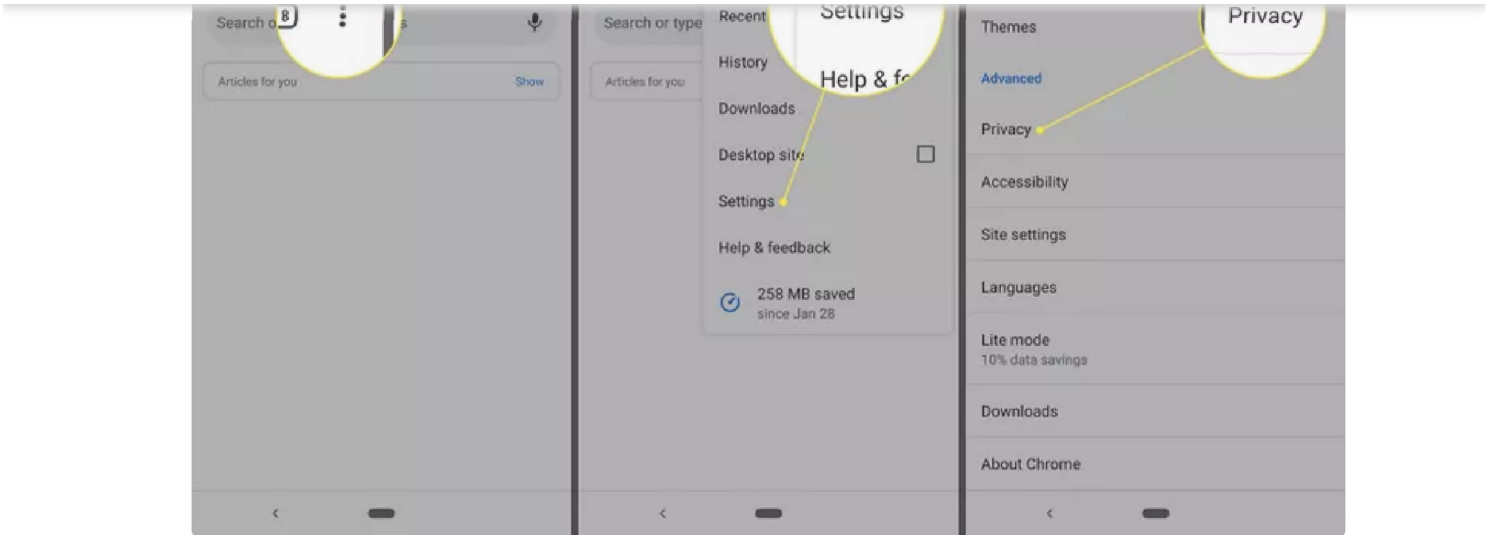 Search o
8
s
Articles for you
Show
Search or type
Articles for you
Recent
History
Downloads
Desktop site
Settings
Help & feedback
258 MB saved
since Jan 28
Settings
Help & fe
Themes
Advanced
Privacy
Accessibility
Site settings
Languages
Lite mode
10% data savings
Downloads
About Chrome
Privacy